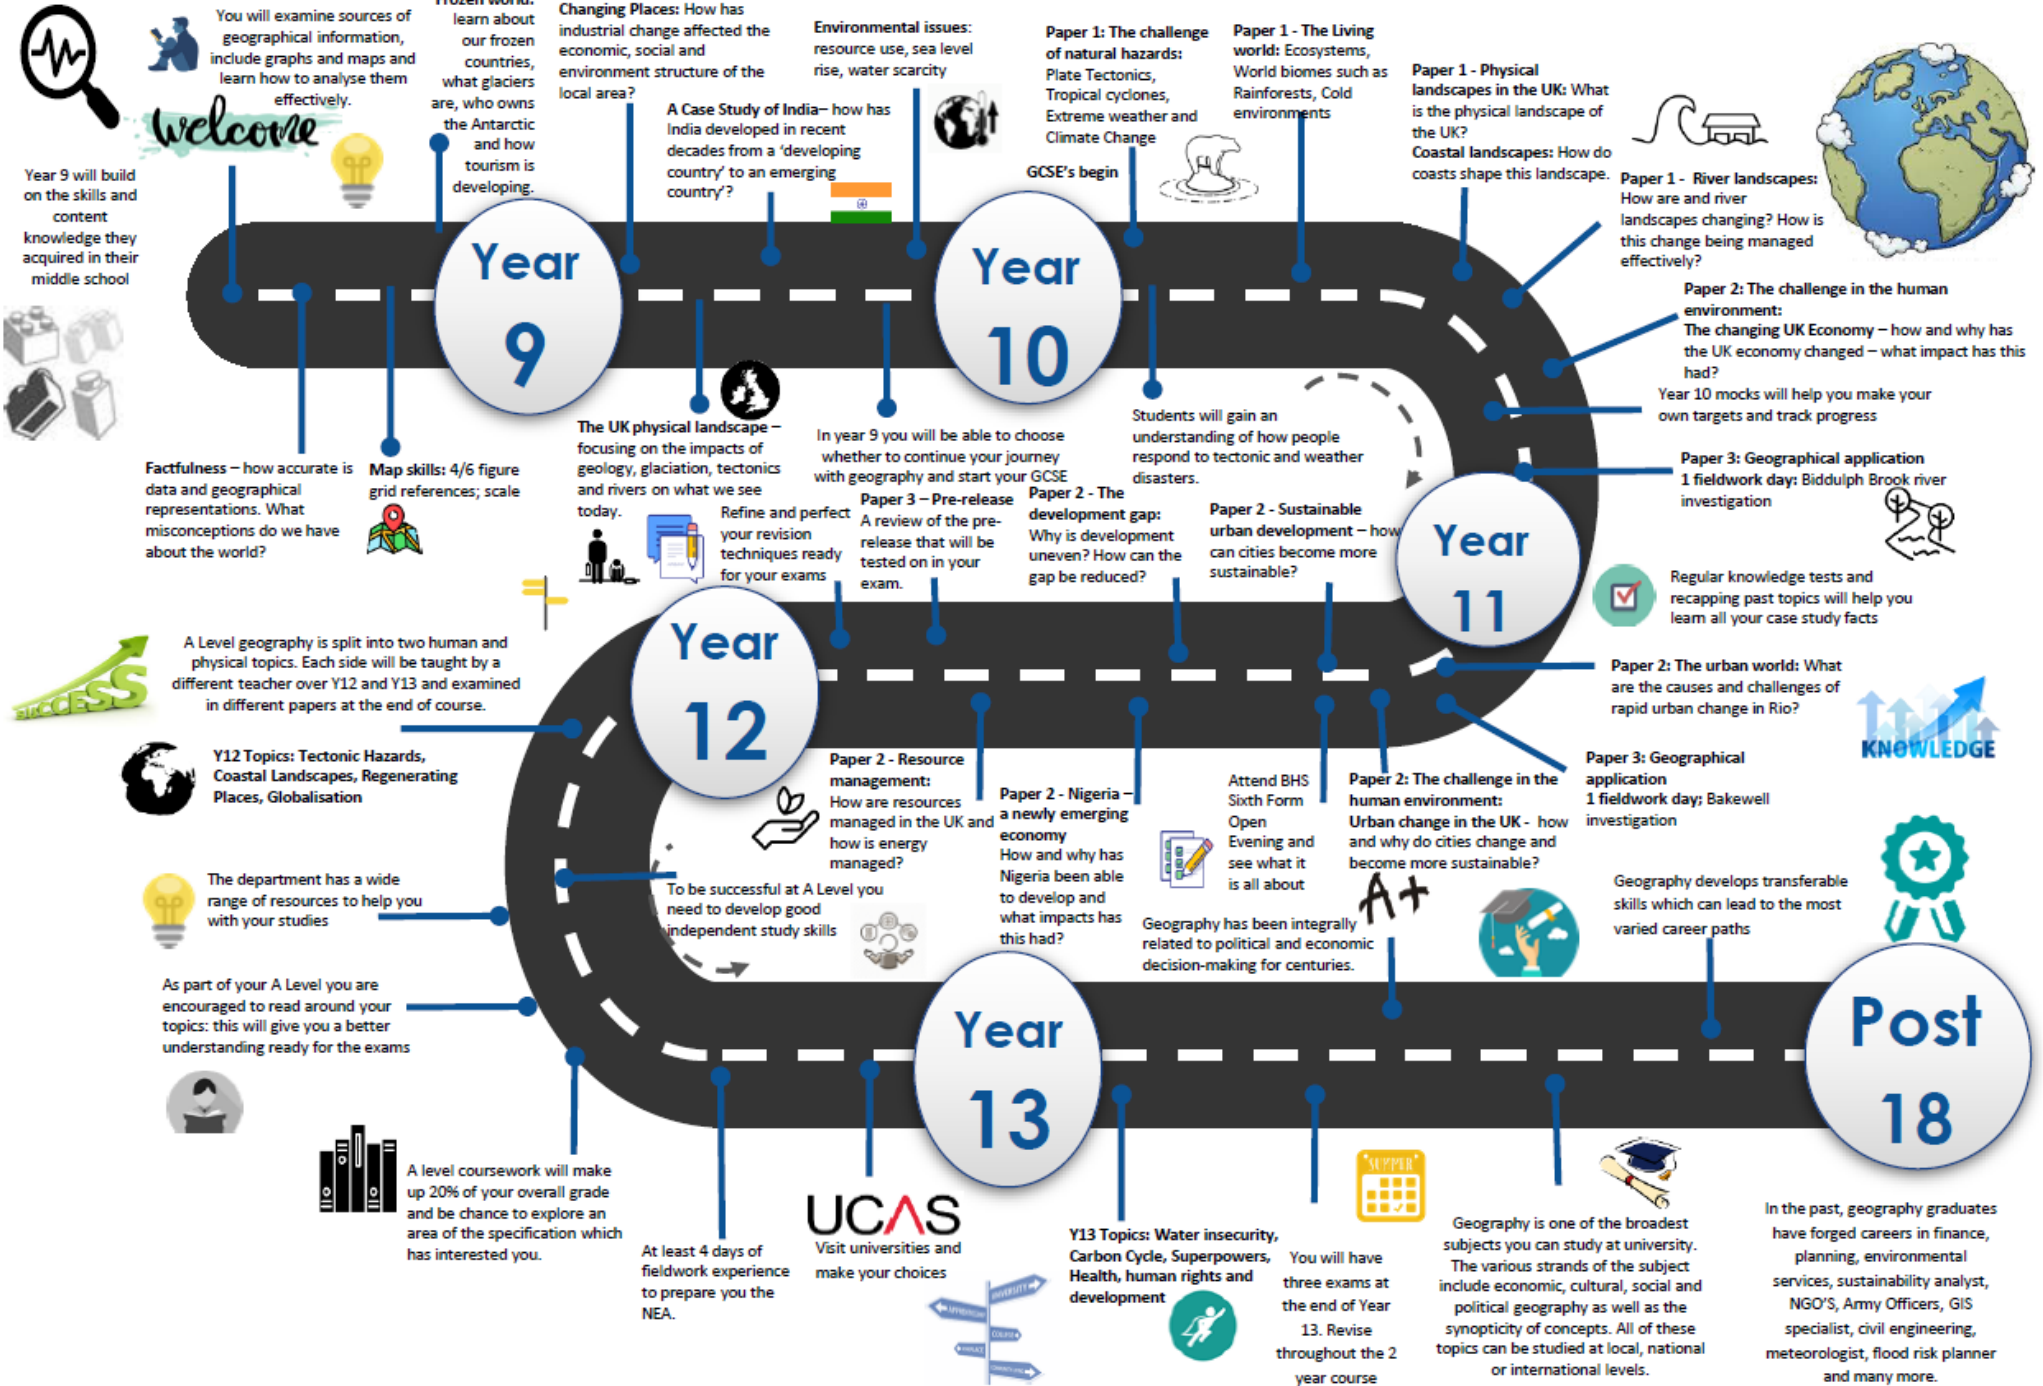 You will examine sources of
geographical information,
include graphs and maps and
learn how to analyse them
effectively.
welcome
Year 9 will build
on the skills and
content
knowledge they
acquired in their
middle school
Frozen world:
learn about
our frozen
countries,
what glaciers
are, who owns
the Antarctic
and how
tourism is
developing.
Changing Places: How has
industrial change affected the
economic, social and
environment structure of the
local area?
A Case Study of India– how has
India developed in recent
decades from a ‘developing
country’ to an emerging
country’?
Environmental issues:
resource use, sea level
rise, water scarcity
Paper 1: The challenge
of natural hazards:
Plate Tectonics,
Tropical cyclones,
Extreme weather and
Climate Change
GCSE’s begin
Paper 1 - The Living
world: Ecosystems,
World biomes such as
Rainforests, Cold
environments
Paper 1 - Physical
landscapes in the UK: What
is the physical landscape of
the UK?
Coastal landscapes: How do
coasts shape this landscape.
Paper 1 - River landscapes:
How are and river
landscapes changing? How is
this change being managed
effectively?
Paper 2: The challenge in the human
environment:
The changing UK Economy – how and why has
the UK economy changed – what impact has this
had?
Year 10 mocks will help you make your
own targets and track progress
Paper 3: Geographical application
1 fieldwork day: Biddulph Brook river
investigation
Year
9
Year
10
Factfulness – how accurate is
data and geographical
representations. What
misconceptions do we have
about the world?
Map skills: 4/6 figure
grid references; scale
The UK physical landscape –
focusing on the impacts of
geology, glaciation, tectonics
and rivers on what we see
today.
In year 9 you will be able to choose
whether to continue your journey
with geography and start your GCSE
Students will gain an
understanding of how people
respond to tectonic and weather
disasters.
Year
11
Regular knowledge tests and
recapping past topics will help you
learn all your case study facts
Paper 2: The urban world: What
are the causes and challenges of
rapid urban change in Rio?
KNOWLEDGE
Paper 3: Geographical
application
1 fieldwork day; Bakewell
investigation
Refine and perfect
your revision
techniques ready
for your exams
Paper 3 – Pre-release
A review of the pre-
release that will be
tested on in your
exam.
Paper 2 - The
development gap:
Why is development
uneven? How can the
gap be reduced?
Paper 2 - Sustainable
urban development – how
can cities become more
sustainable?
Paper 2: The challenge in the
human environment:
Urban change in the UK - how
and why do cities change and
become more sustainable?
Attend BHS
Sixth Form
Open
Evening and
see what it
is all about
Paper 2 - Nigeria –
a newly emerging
economy
How and why has
Nigeria been able
to develop and
what impacts has
this had?
Paper 2 - Resource
management:
How are resources
managed in the UK and
how is energy
managed?
Year
12
A Level geography is split into two human and
physical topics. Each side will be taught by a
different teacher over Y12 and Y13 and examined
in different papers at the end of course.
SUCCESS
Y12 Topics: Tectonic Hazards,
Coastal Landscapes, Regenerating
Places, Globalisation
The department has a wide
range of resources to help you
with your studies
To be successful at A Level you
need to develop good
independent study skills
As part of your A Level you are
encouraged to read around your
topics: this will give you a better
understanding ready for the exams
A level coursework will make
up 20% of your overall grade
and be chance to explore an
area of the specification which
has interested you.
At least 4 days of
fieldwork experience
to prepare you the
NEA.
UCAS
Visit universities and
make your choices
UNIVERSITY
Year
13
Y13 Topics: Water insecurity,
Carbon Cycle, Superpowers,
Health, human rights and
development
Geography has been integrally
related to political and economic
decision-making for centuries.
A+
SUPPER
You will have
three exams at
the end of Year
13. Revise
throughout the 2
year course
Geography is one of the broadest
subjects you can study at university.
The various strands of the subject
include economic, cultural, social and
political geography as well as the
synopticity of concepts. All of these
topics can be studied at local, national
or international levels.
Geography develops transferable
skills which can lead to the most
varied career paths
Post
18
In the past, geography graduates
have forged careers in finance,
planning, environmental
services, sustainability analyst,
NGO’S, Army Officers, GIS
specialist, civil engineering,
meteorologist, flood risk planner
and many more.